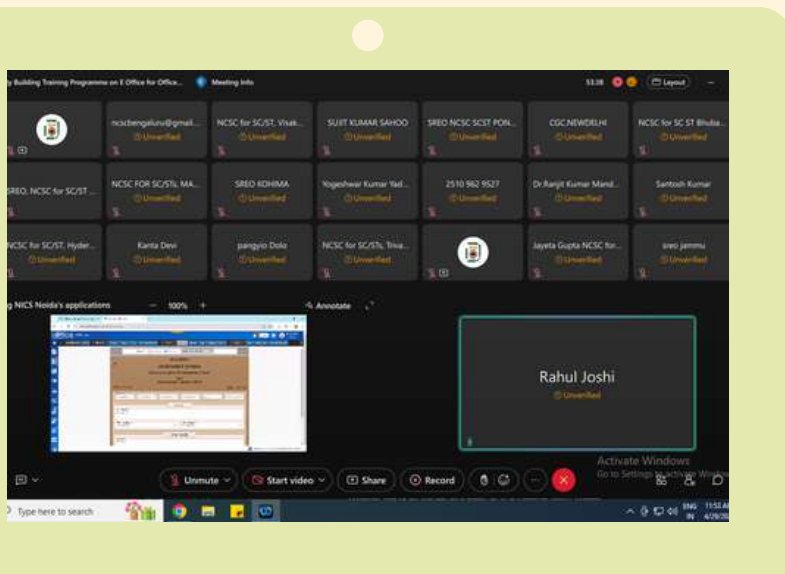 y Building Training Programme on E Office for Office... Meeting Info 53:38 Layout
ncscbengaluru@gmail... NCSC for SC/ST, Visak... SUJIT KUMAR SAHOO SREO NCSC SCST PON... CGC NEWDELHI NCSC for SC ST Bhuba...
Unverified Unverified Unverified Unverified Unverified Unverified
SREO, NCSC for SC/ST ... NCSC FOR SC/STs, MA... SREO KOHIMA Yogeshwar Kumar Yad... 2510 962 9527 Dr.Ranjit Kumar Mand... Santosh Kumar
Unverified Unverified Unverified Unverified Unverified Unverified
NCSC for SC/ST, Hyder... Kanta Devi pangyio Dolo NCSC for SC/STs, Triva... Jayeta Gupta NCSC for... sreo jammu
Unverified Unverified Unverified Unverified Unverified Unverified
g NICS Noida's applications − 100% + Annotate
Rahul Joshi
Unverified
Activate Windows
Go to Settings to activate Window
Unmute Start video Share Record
Type here to search
ENG 11:53 AM
IN